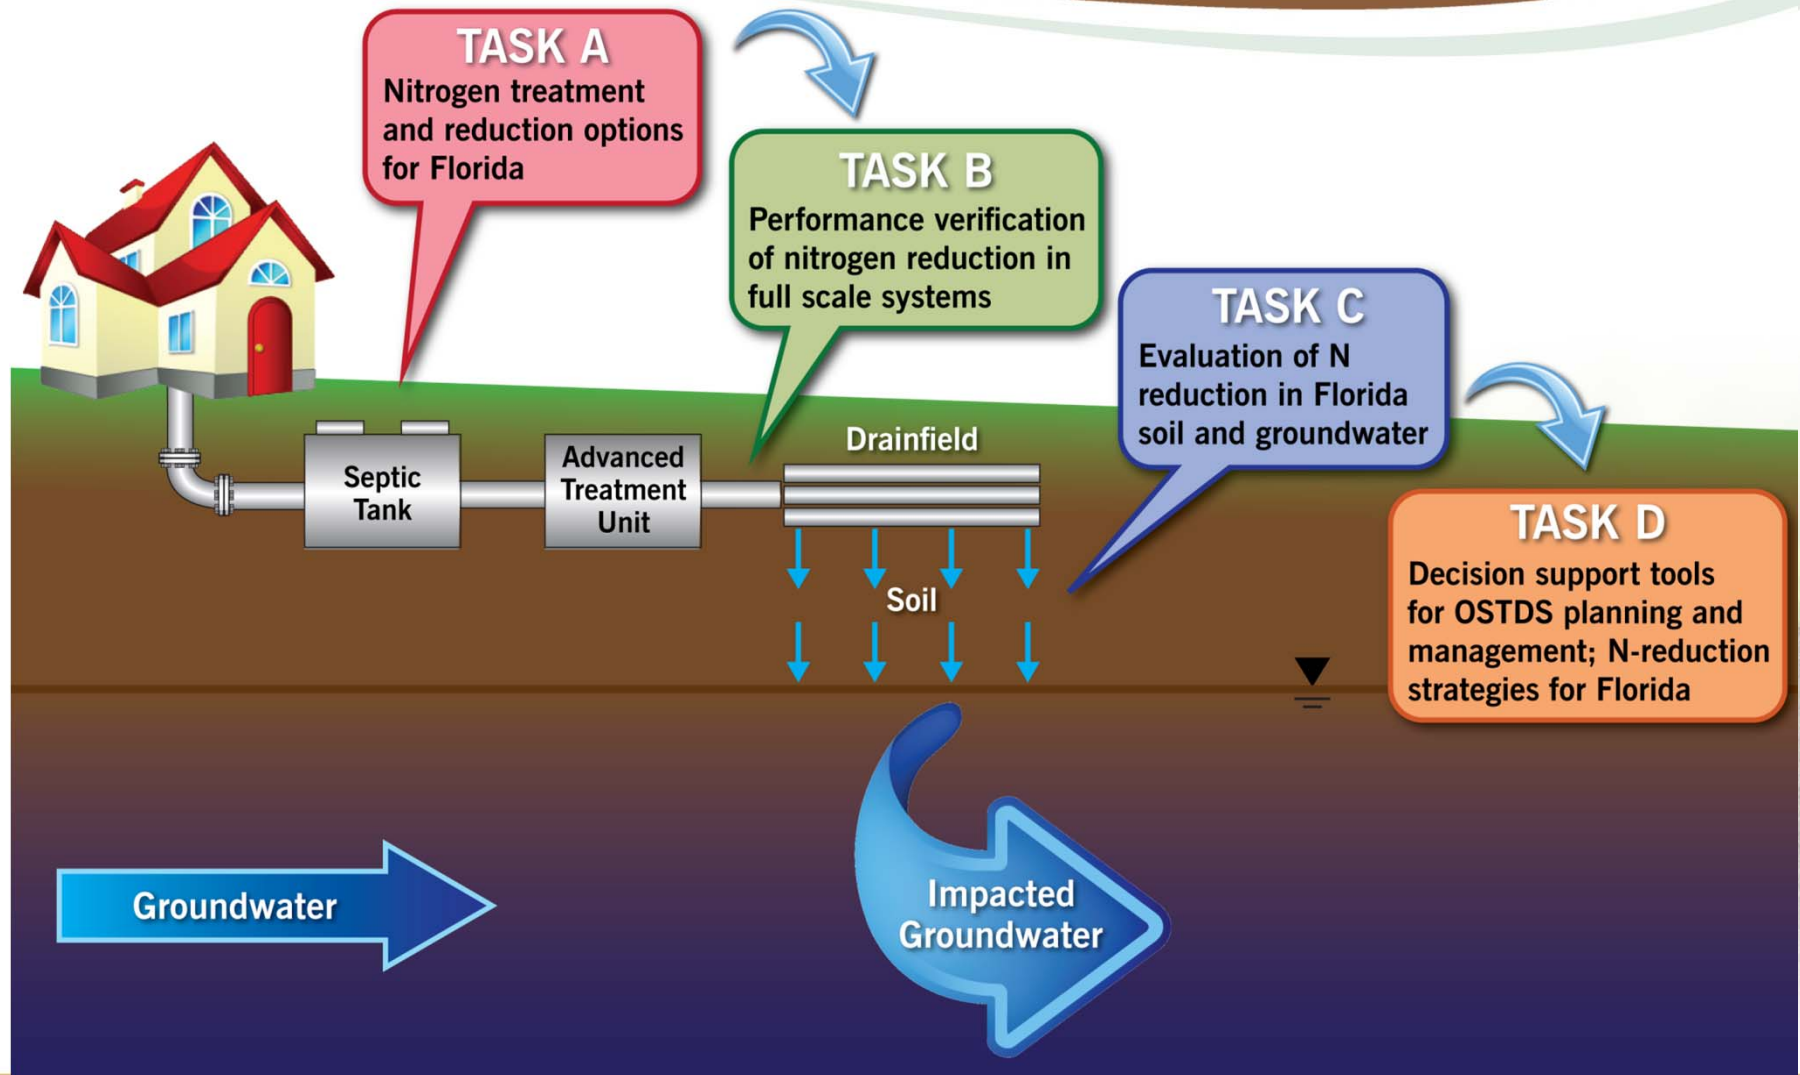 TASK A
Nitrogen treatment
and reduction options
for Florida
TASK B
Performance verification
of nitrogen reduction in
full scale systems
TASK C
Evaluation of N
reduction in Florida
soil and groundwater
TASK D
Decision support tools
for OSTDS planning and
management; N-reduction
strategies for Florida
Septic
Tank
Advanced
Treatment
Unit
Drainfield
Soil
Groundwater
Impacted
Groundwater